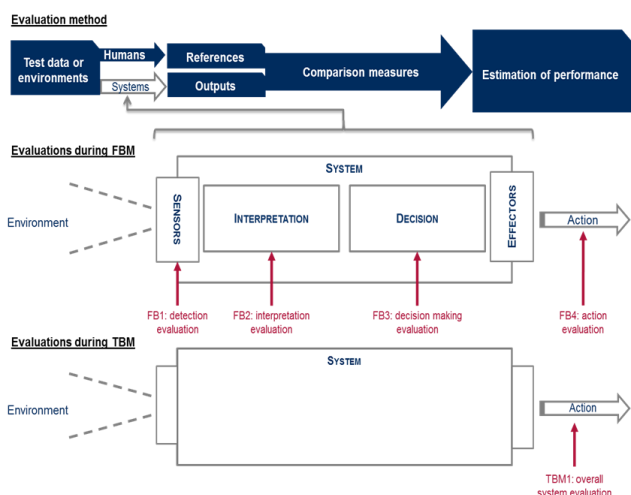 Evaluation method
Test data or
environments
Humans
Systems
References
Outputs
Comparison measures
Estimation of performance
Evaluations during FBM
SYSTEM
Environment
SENSORS
INTERPRETATION
DECISION
EFFECTORS
Action
FB1: detection
evaluation
FB2: interpretation
evaluation
FB3: decision making
evaluation
FB4: action
evaluation
Evaluations during TBM
SYSTEM
Environment
Action
TBM1: overall
system evaluation